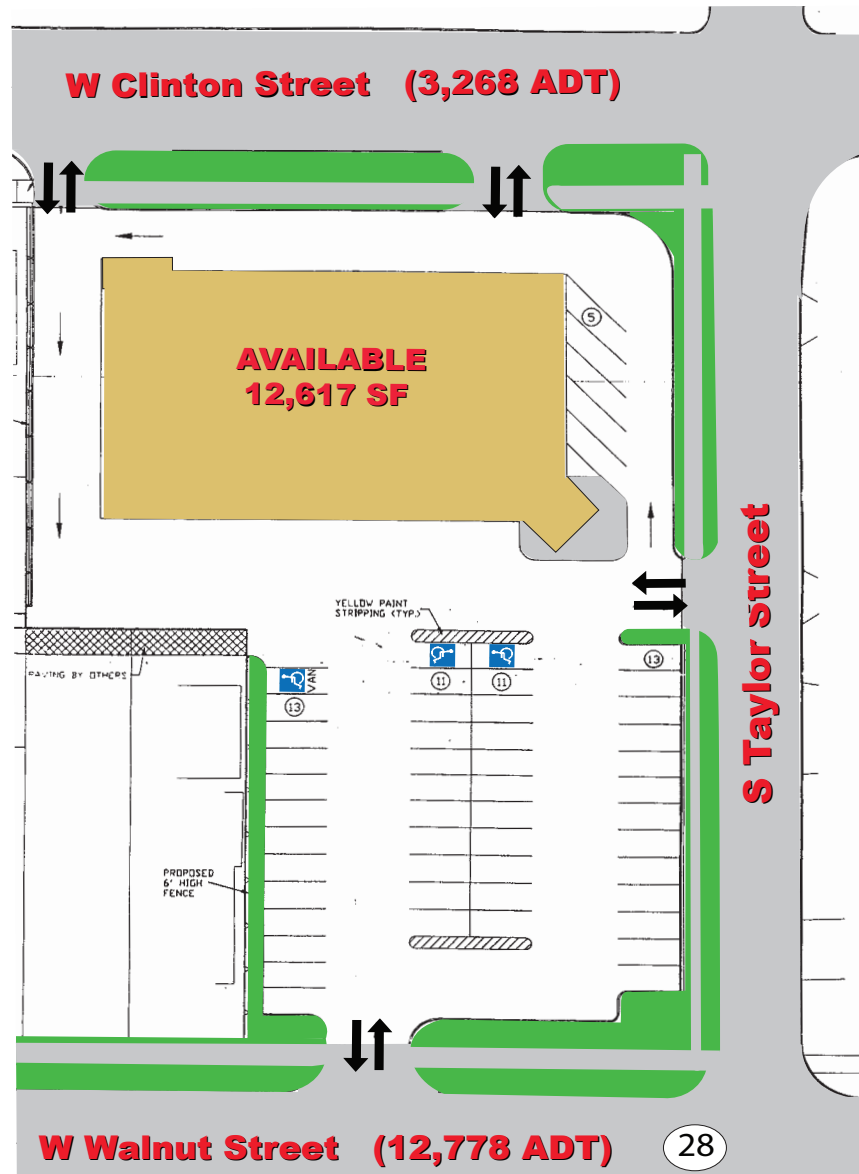 W Clinton Street (3,268 ADT)
5
AVAILABLE
12,617 SF
S Taylor Street
YELLOW PAINT
STRIPPING (TYP.)
PAVING BY OTHERS
VAN
13
11
11
13
PROPOSED
6' HIGH
FENCE
W Walnut Street (12,778 ADT)
28